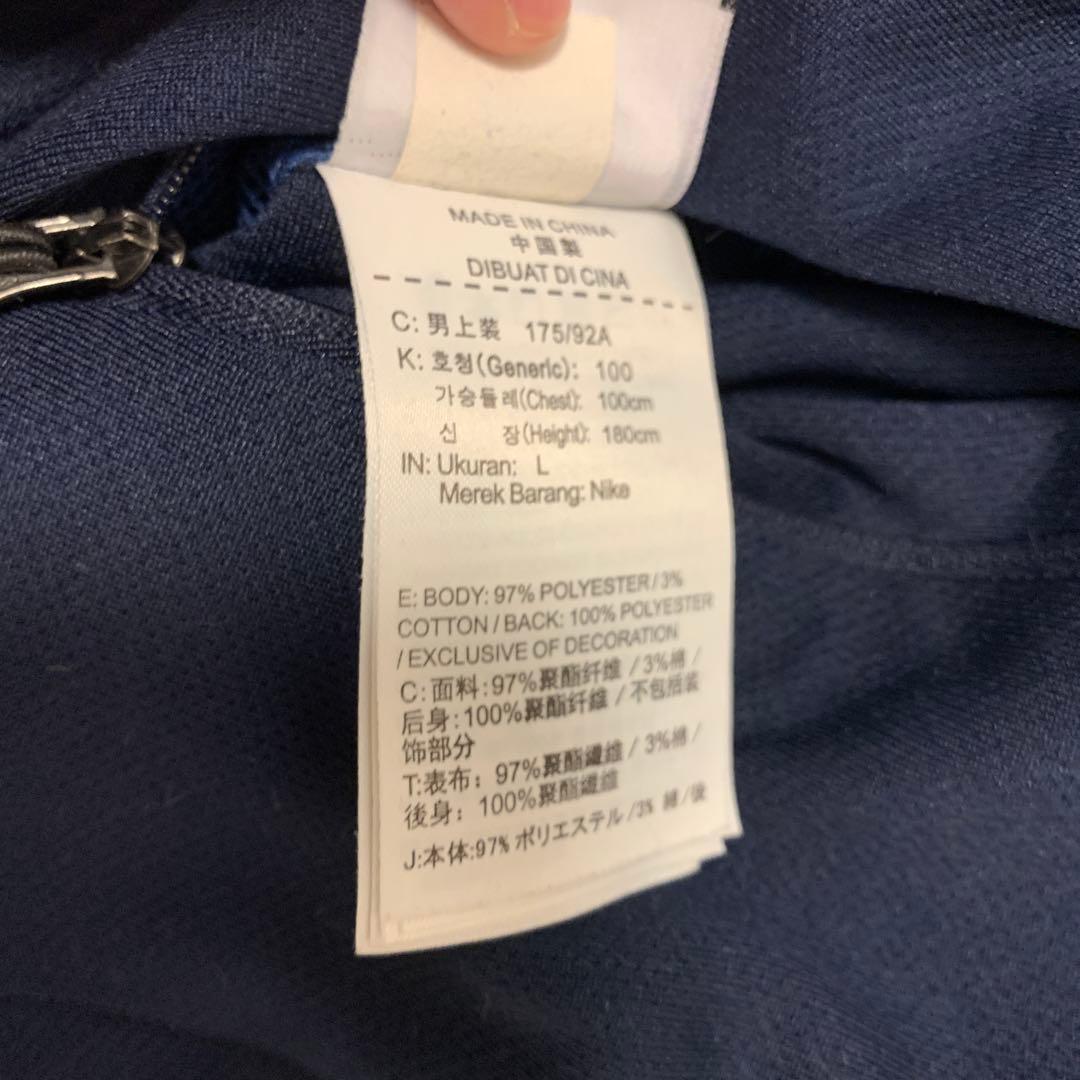 MADE IN CHINA
中国製
DIBUAT DI CINA
C: 男上装 175/92A
K: 호칭(Generic): 100
가슴둘레(Chest): 100cm
신 장(Height): 180cm
IN: Ukuran: L
Merek Barang: Nike
E: BODY: 97% POLYESTER / 3%
COTTON / BACK: 100% POLYESTER
/ EXCLUSIVE OF DECORATION
C: 面料: 97%聚酯纤维 / 3%棉 /
后身: 100%聚酯纤维 / 不包括装
饰部分
T:表布: 97%聚酯纖維 / 3%棉 /
後身: 100%聚酯纖維
J:本体:97% ポリエステル /3% 綿 /後